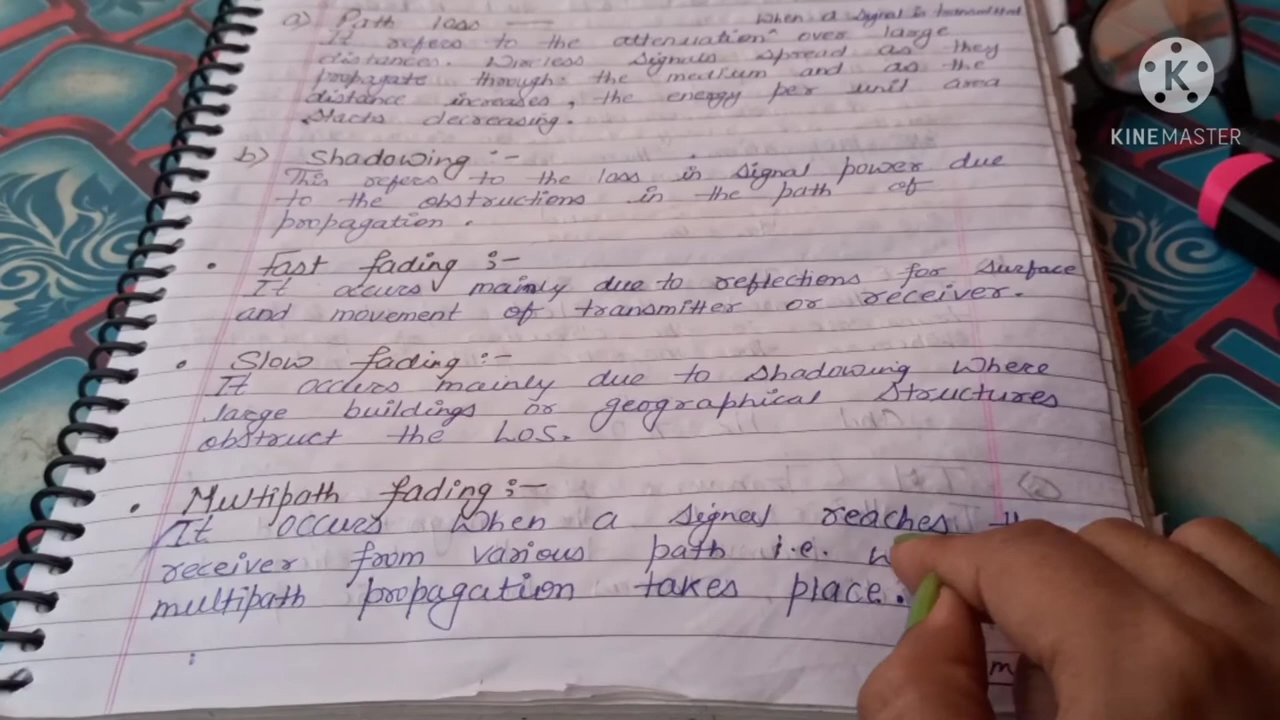 a) Path loss — When a signal is transmitted
It refers to the attenuation over large
distances. Wireless signals spread as they
propagate through the medium and as the
distance increases, the energy per unit area
starts decreasing.
b) Shadowing :-
This refers to the loss in signal power due
to the obstructions in the path of
propagation.
• Fast fading :-
It occurs mainly due to reflections for surface
and movement of transmitter or receiver.
• Slow fading :-
It occurs mainly due to shadowing where
large buildings or geographical structures
obstruct the LOS.
• Multipath fading :-
It occurs when a signal reaches
receiver from various path i.e.
multipath propagation takes place.
KINEMASTER